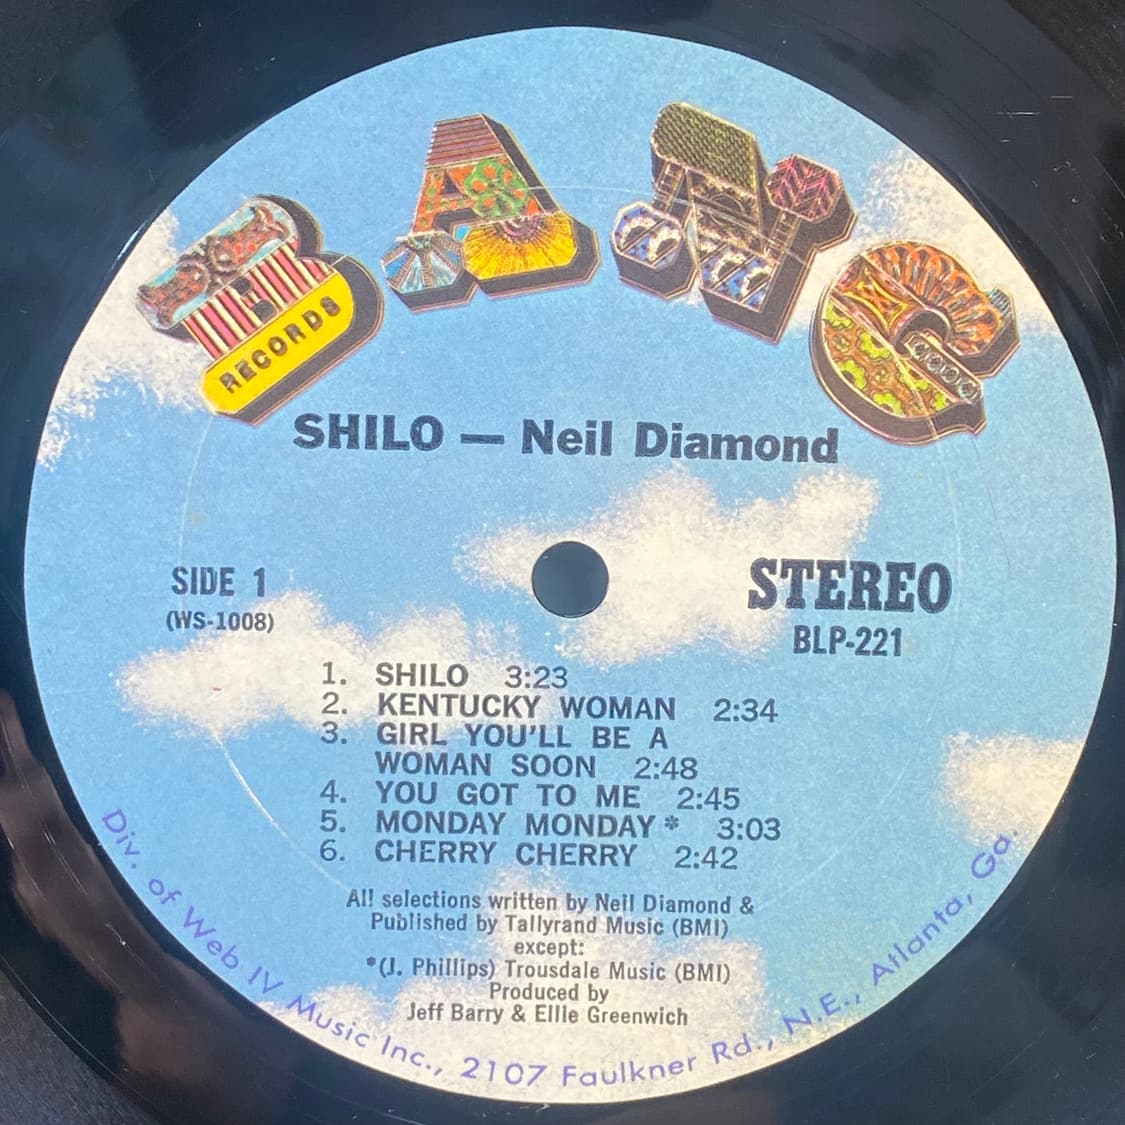 BANG
RECORDS
SHILO — Neil Diamond
SIDE 1
(WS-1008)
STEREO
BLP-221
1. SHILO 3:23
2. KENTUCKY WOMAN 2:34
3. GIRL YOU'LL BE A
WOMAN SOON 2:48
4. YOU GOT TO ME 2:45
5. MONDAY MONDAY* 3:03
6. CHERRY CHERRY 2:42
All selections written by Neil Diamond &
Published by Tallyrand Music (BMI)
except:
*(J. Phillips) Trousdale Music (BMI)
Produced by
Jeff Barry & Ellie Greenwich
Div. of Web IV Music Inc., 2107 Faulkner Rd., N.E., Atlanta, Ga.